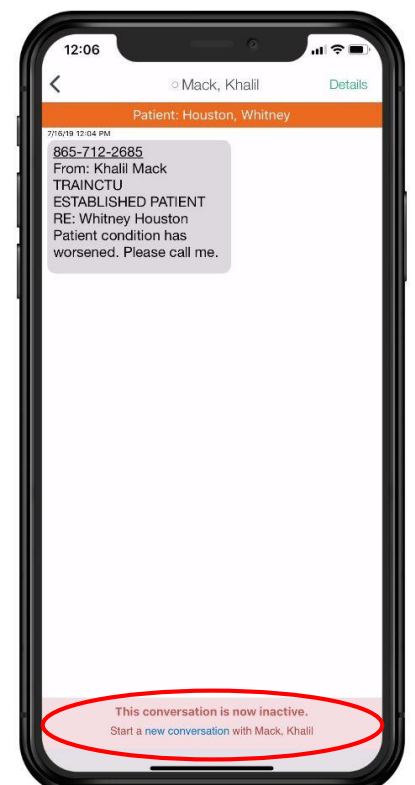 12:06
Mack, Khalil
Details
Patient: Houston, Whitney
7/16/19 12:04 PM
865-712-2685
From: Khalil Mack
TRAINCTU
ESTABLISHED PATIENT
RE: Whitney Houston
Patient condition has
worsened. Please call me.
This conversation is now inactive.
Start a new conversation with Mack, Khalil